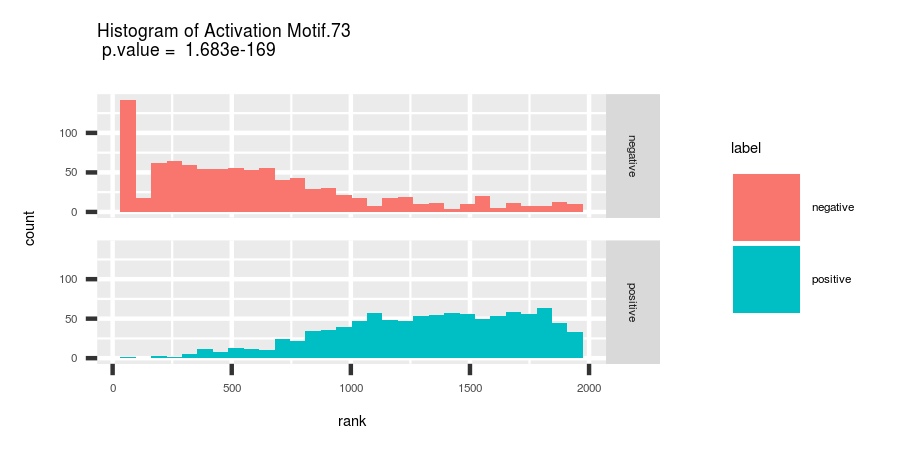 Histogram of Activation Motif.73
p.value = 1.683e-169
count
100
50
0
negative
100
50
0
positive
0 500 1000 1500 2000
rank
label
negative
positive